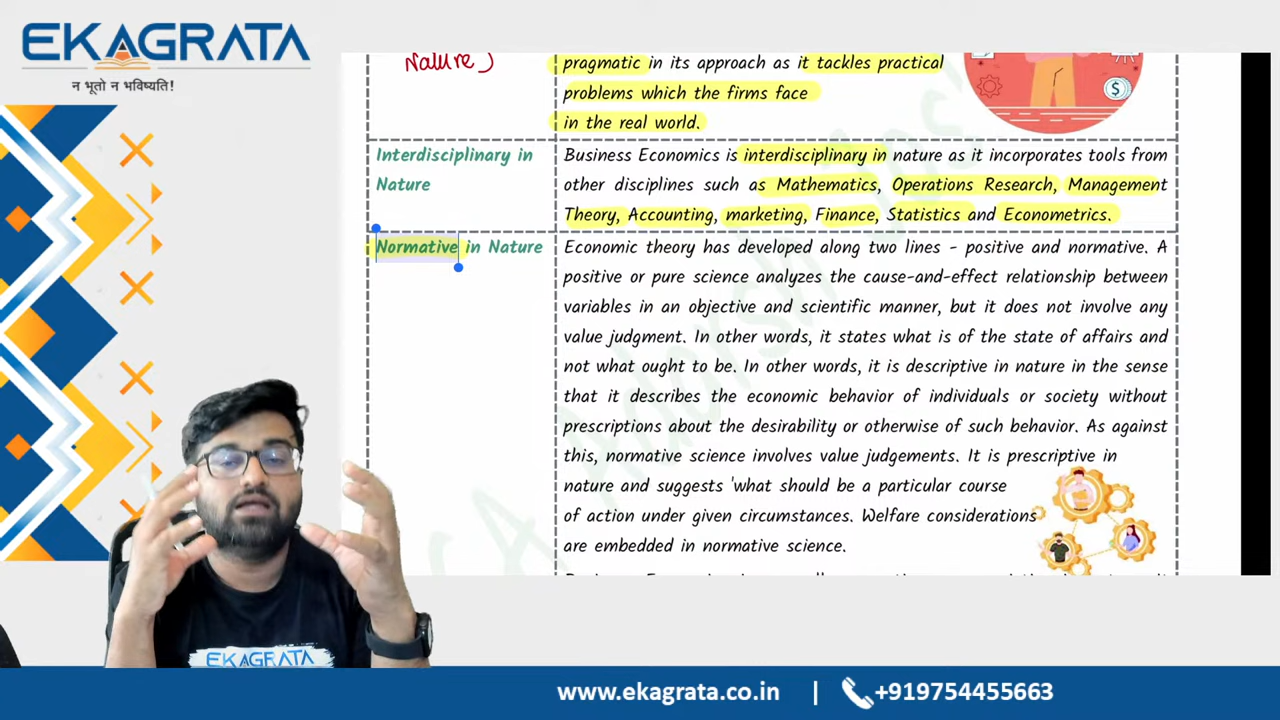 EKAGRATA
न भूतो न भविष्यति!
Nature)
pragmatic in its approach as it tackles practical
problems which the firms face
in the real world.
Interdisciplinary in
Nature
Business Economics is interdisciplinary in nature as it incorporates tools from
other disciplines such as Mathematics, Operations Research, Management
Theory, Accounting, marketing, Finance, Statistics and Econometrics.
Normative in Nature
Economic theory has developed along two lines - positive and normative. A
positive or pure science analyzes the cause-and-effect relationship between
variables in an objective and scientific manner, but it does not involve any
value judgment. In other words, it states what is of the state of affairs and
not what ought to be. In other words, it is descriptive in nature in the sense
that it describes the economic behavior of individuals or society without
prescriptions about the desirability or otherwise of such behavior. As against
this, normative science involves value judgements. It is prescriptive in
nature and suggests 'what should be a particular course
of action under given circumstances. Welfare considerations
are embedded in normative science.
EKAGRATA
www.ekagrata.co.in | +919754455663